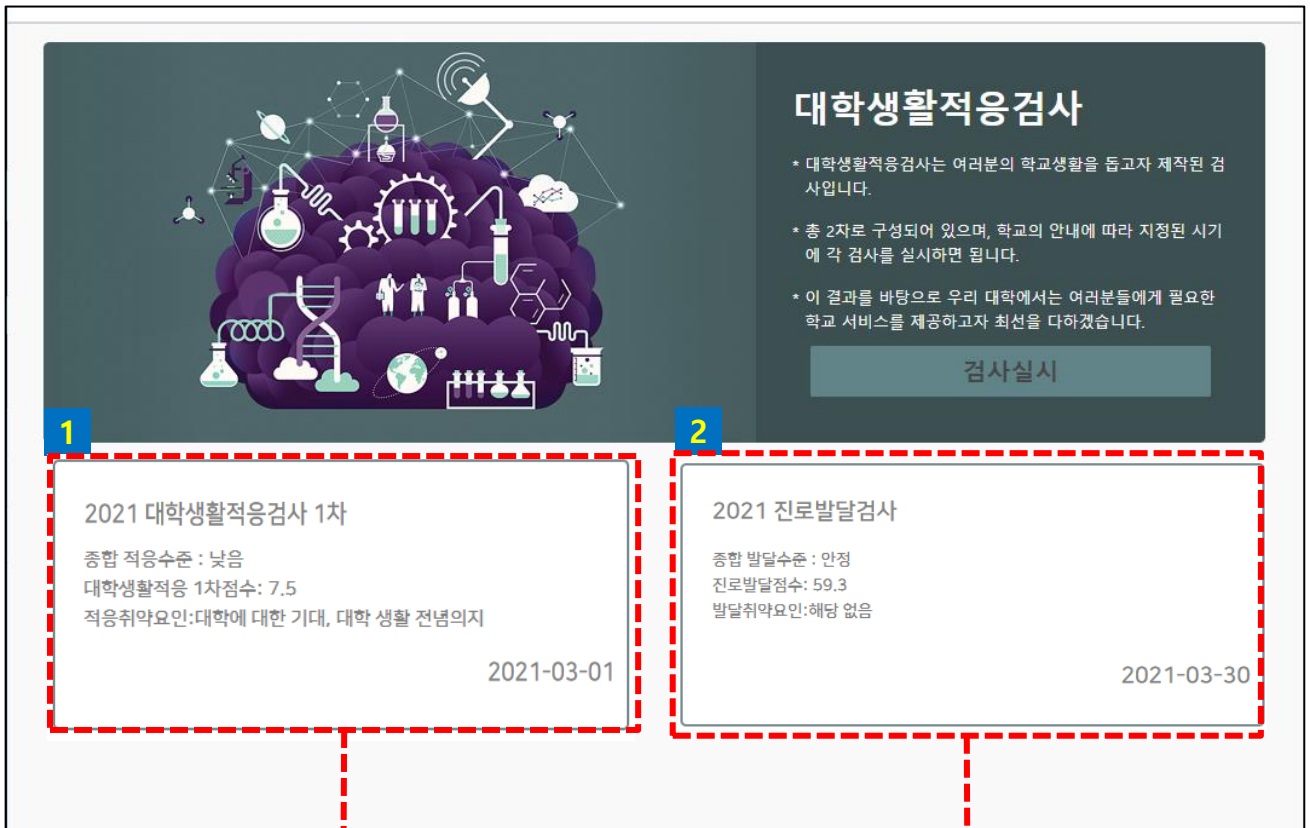 대학생활적응검사
* 대학생활적응검사는 여러분의 학교생활을 돕고자 제작된 검
사입니다.
* 총 2차로 구성되어 있으며, 학교의 안내에 따라 지정된 시기
에 각 검사를 실시하면 됩니다.
* 이 결과를 바탕으로 우리 대학에서는 여러분들에게 필요한
학교 서비스를 제공하고자 최선을 다하겠습니다.
검사실시
1
2021 대학생활적응검사 1차
종합 적응수준 : 낮음
대학생활적응 1차점수: 7.5
적응취약요인:대학에 대한 기대, 대학 생활 전념의지
2021-03-01
2
2021 진로발달검사
종합 발달수준 : 안정
진로발달점수: 59.3
발달취약요인:해당 없음
2021-03-30